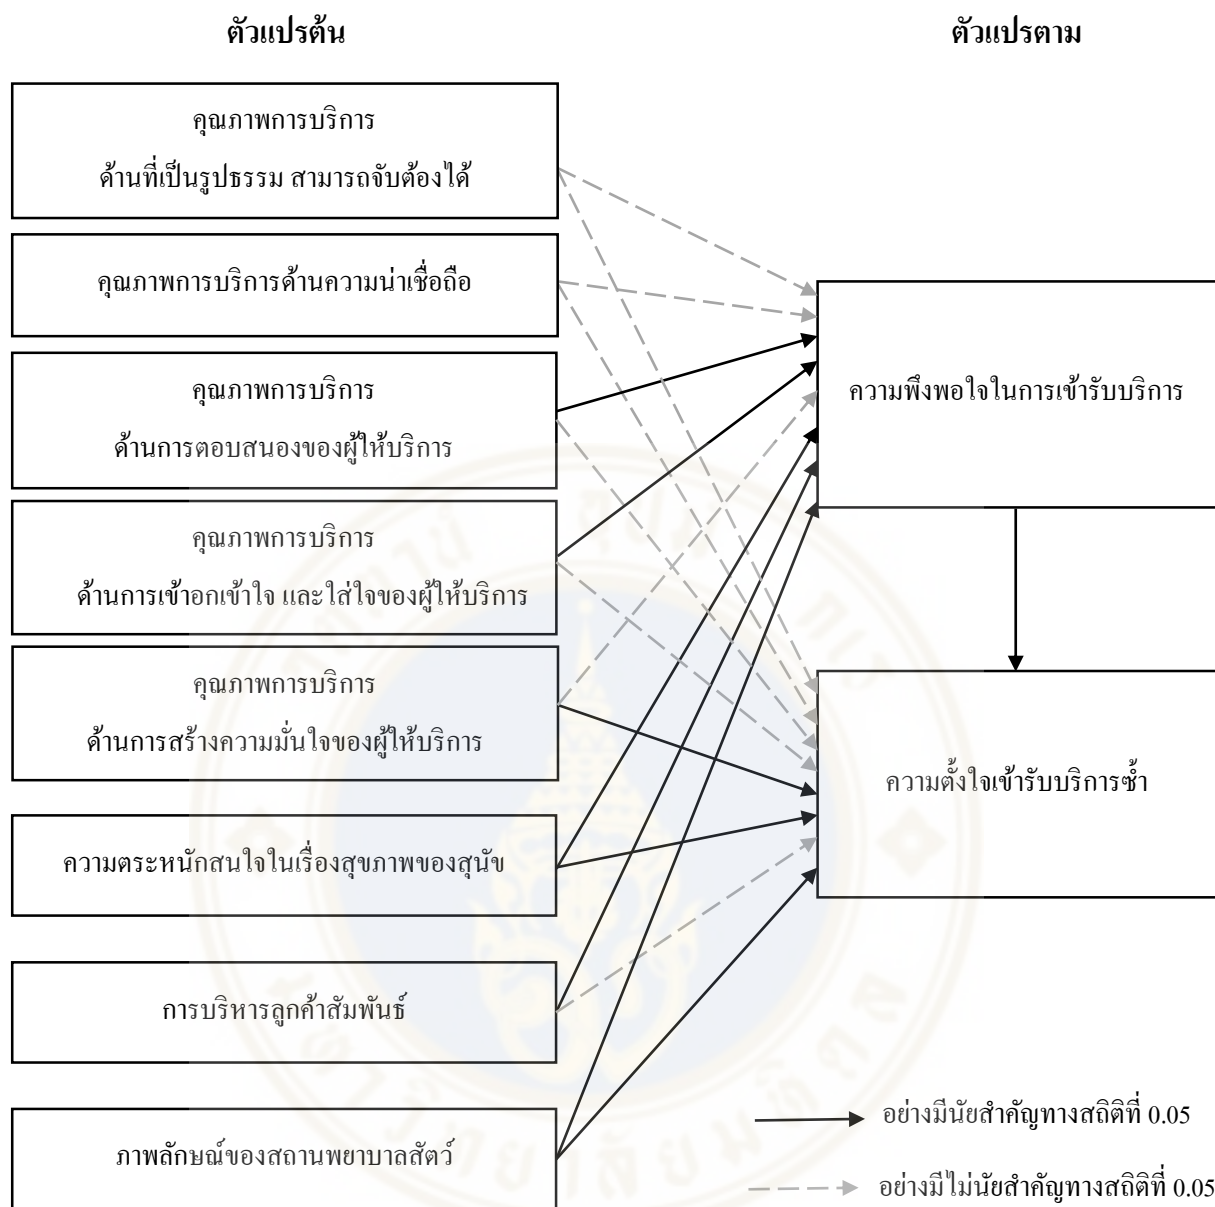 ตัวแปรต้น
ตัวแปรตาม
คุณภาพการบริการ
ด้านที่เป็นรูปธรรม สามารถจับต้องได้
คุณภาพการบริการด้านความน่าเชื่อถือ
คุณภาพการบริการ
ด้านการตอบสนองของผู้ให้บริการ
คุณภาพการบริการ
ด้านการเข้าอกเข้าใจ และใส่ใจของผู้ให้บริการ
คุณภาพการบริการ
ด้านการสร้างความมั่นใจของผู้ให้บริการ
ความตระหนักสนใจในเรื่องสุขภาพของสุนัข
การบริหารลูกค้าสัมพันธ์
ภาพลักษณ์ของสถานพยาบาลสัตว์
ความพึงพอใจในการเข้ารับบริการ
ความตั้งใจเข้ารับบริการซ้ำ
อย่างมีนัยสำคัญทางสถิติที่ 0.05
อย่างมีไม่นัยสำคัญทางสถิติที่ 0.05